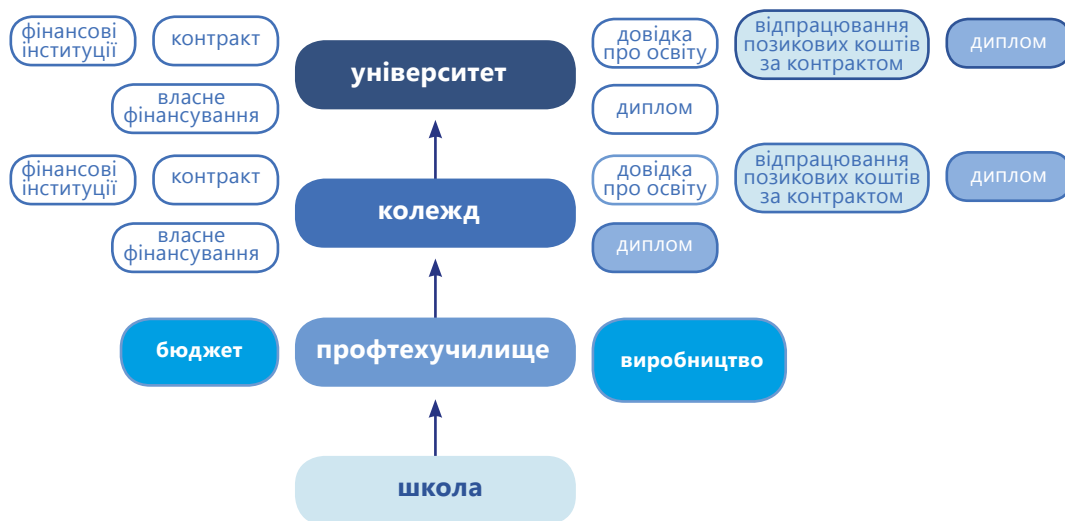 фінансові
інституції
контракт
університет
довідка
про освіту
відпрацювання
позикових коштів
за контрактом
диплом
власне
фінансування
диплом
фінансові
інституції
контракт
колежд
довідка
про освіту
відпрацювання
позикових коштів
за контрактом
диплом
власне
фінансування
диплом
бюджет
профтехучилище
виробництво
школа